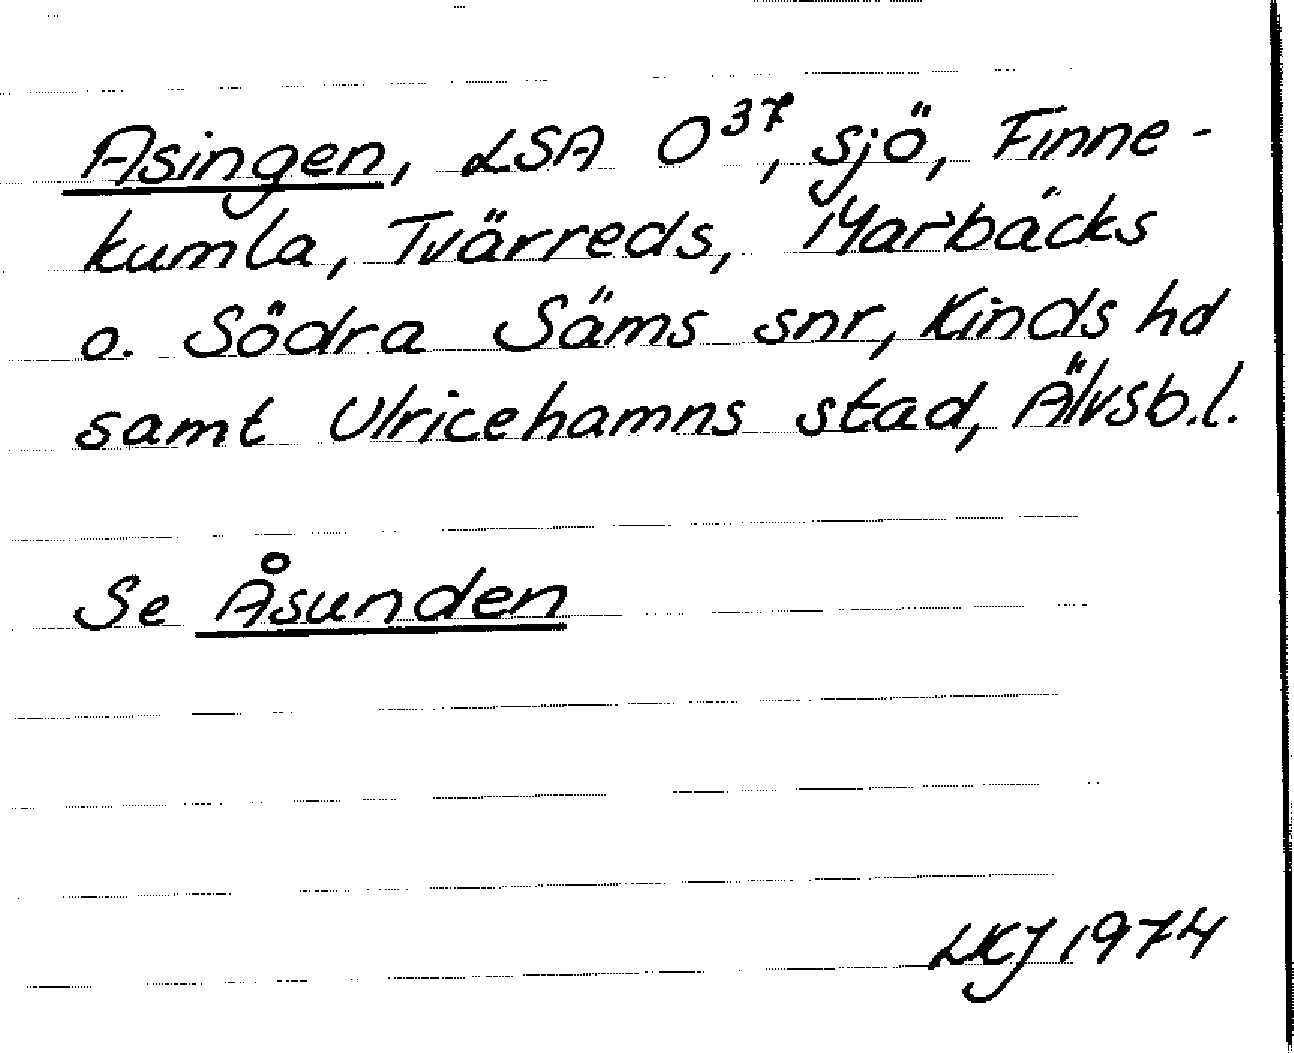 Asingen, LSA O³⁷, sjö, Finne-
kumla, Tvärreds, Marbäcks
o. Södra Säms snr, Kinds hd
samt Ulricehamns stad, Älvsb.l.
Se Åsunden
LKJ 1974